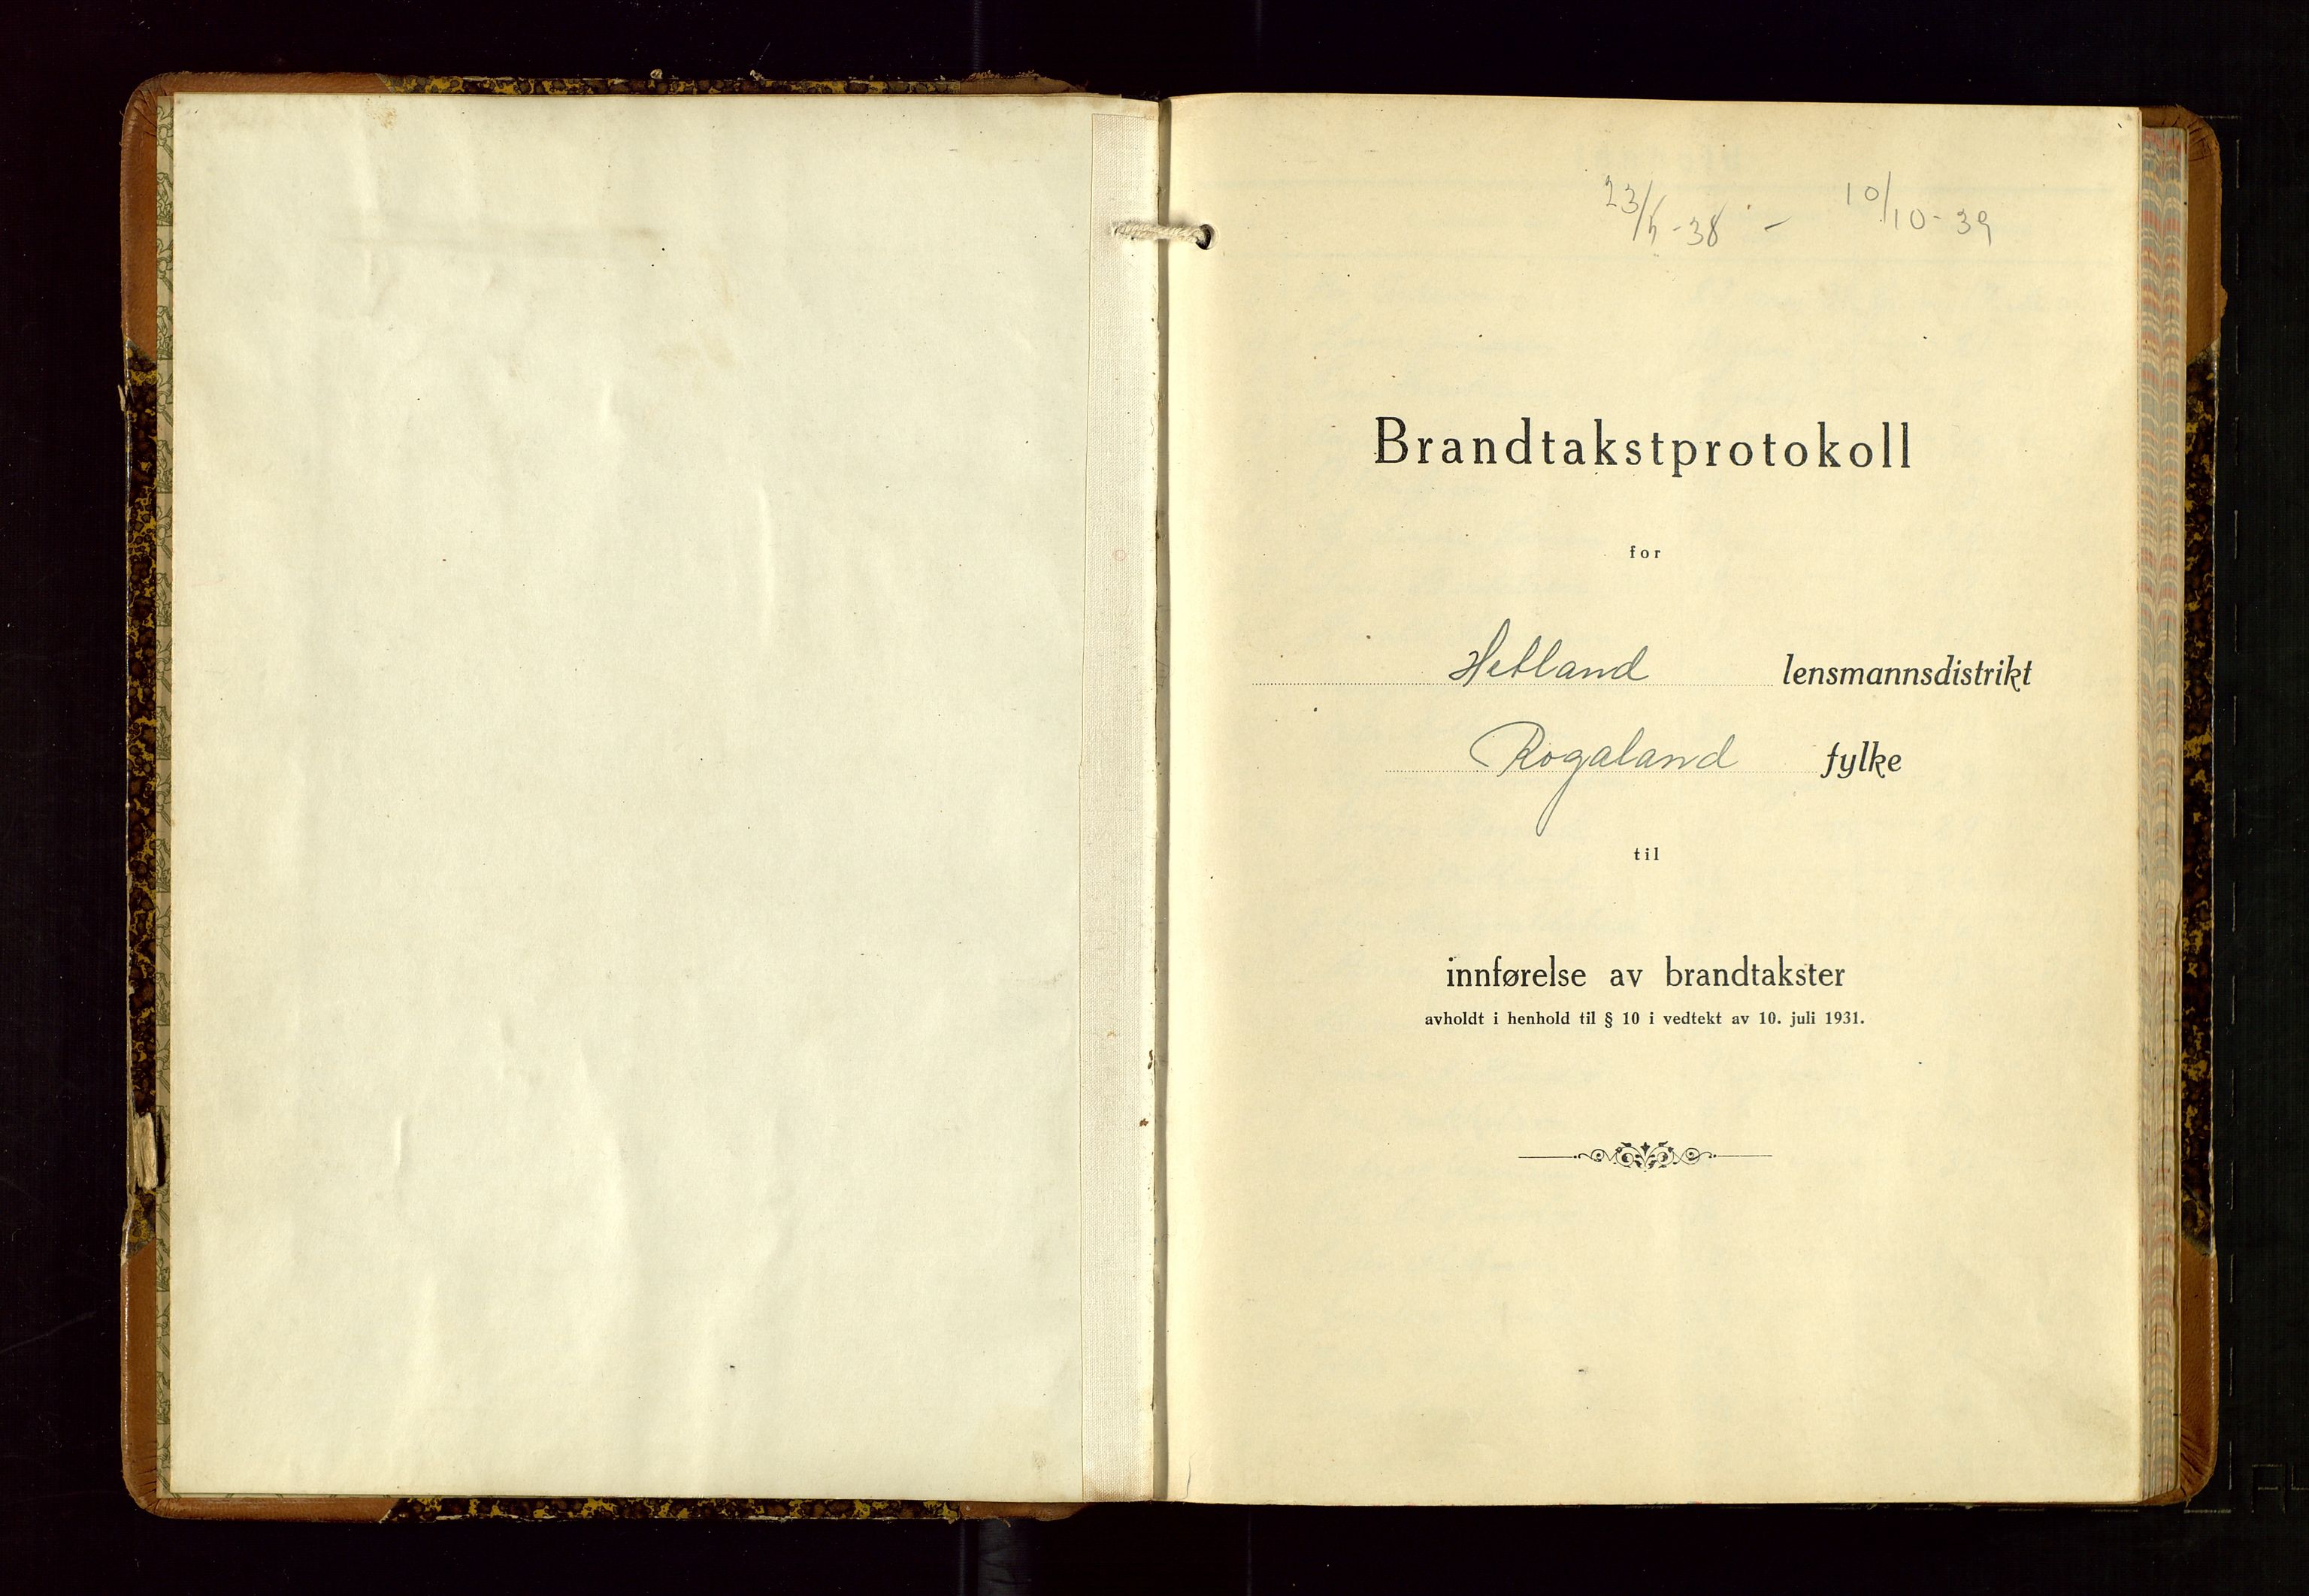 23/5-38 - 10/10-39
Brandtakstprotokoll
for
Hetland lensmannsdistrikt
Rogaland fylke
til
innførelse av brandtakster
avholdt i henhold til § 10 i vedtekt av 10. juli 1931.